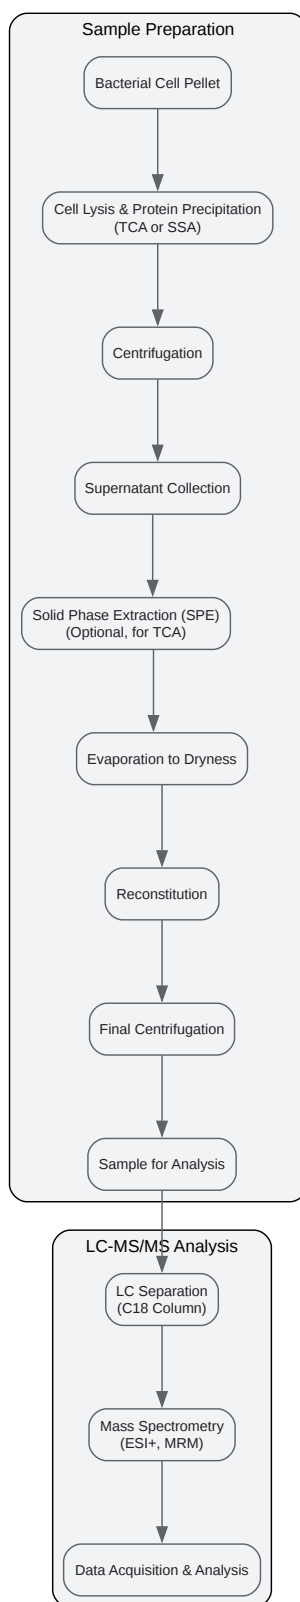 Sample Preparation
Bacterial Cell Pellet
Cell Lysis & Protein Precipitation
(TCA or SSA)
Centrifugation
Supernatant Collection
Solid Phase Extraction (SPE)
(Optional, for TCA)
Evaporation to Dryness
Reconstitution
Final Centrifugation
Sample for Analysis
LC-MS/MS Analysis
LC Separation
(C18 Column)
Mass Spectrometry
(ESI+, MRM)
Data Acquisition & Analysis